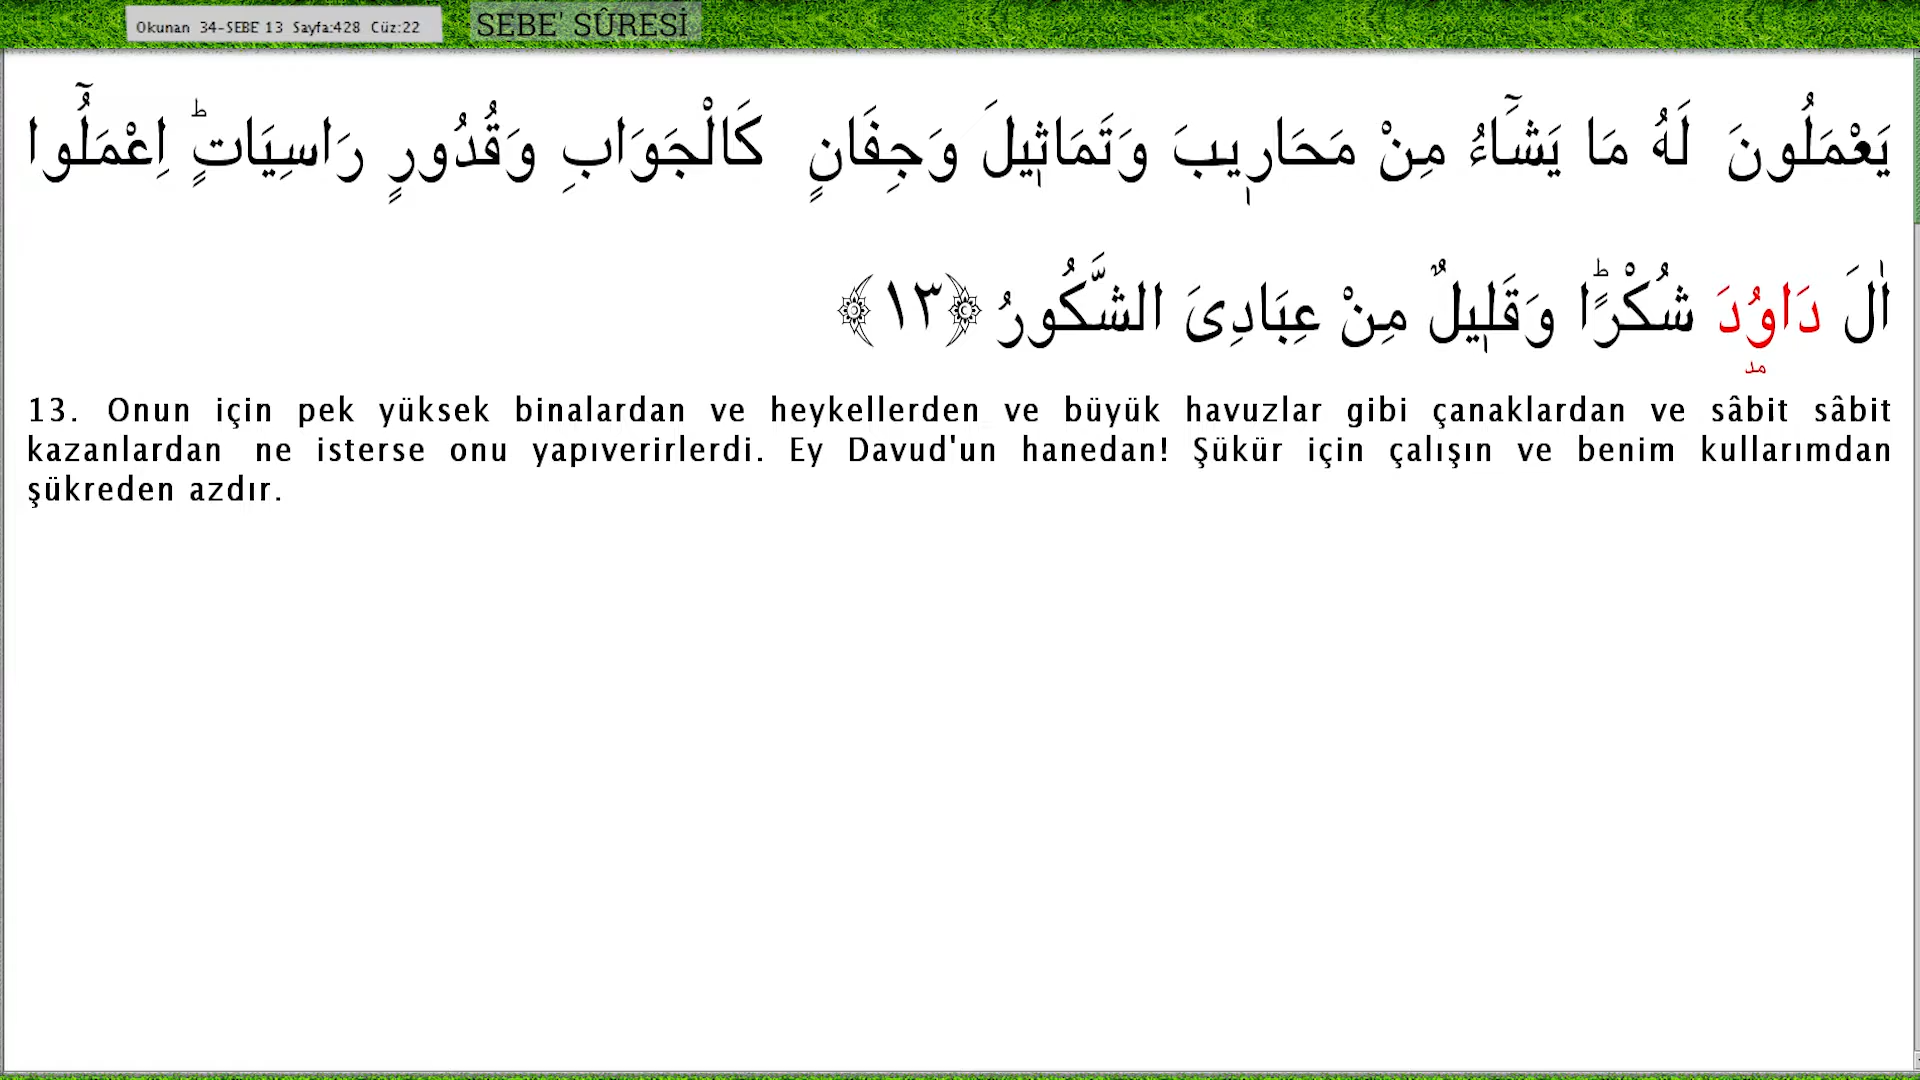 Okunan 34-SEBE 13 Sayfa:428 Cüz:22
SEBE' SÛRESİ
يَعْمَلُونَ لَهُ مَا يَشَٓاءُ مِنْ مَحَار۪يبَ وَتَمَاث۪يلَ وَجِفَانٍ كَالْجَوَابِ وَقُدُورٍ رَاسِيَاتٍۜ اِعْمَلُٓوا
اٰلَ دَاوُ۫دَ شُكْرًاۜ وَقَل۪يلٌ مِنْ عِبَادِىَ الشَّكُورُ ﴿١٣﴾
مد
13. Onun için pek yüksek binalardan ve heykellerden ve büyük havuzlar gibi çanaklardan ve sâbit sâbit
kazanlardan ne isterse onu yapıverirlerdi. Ey Davud'un hanedan! Şükür için çalışın ve benim kullarımdan
şükreden azdır.